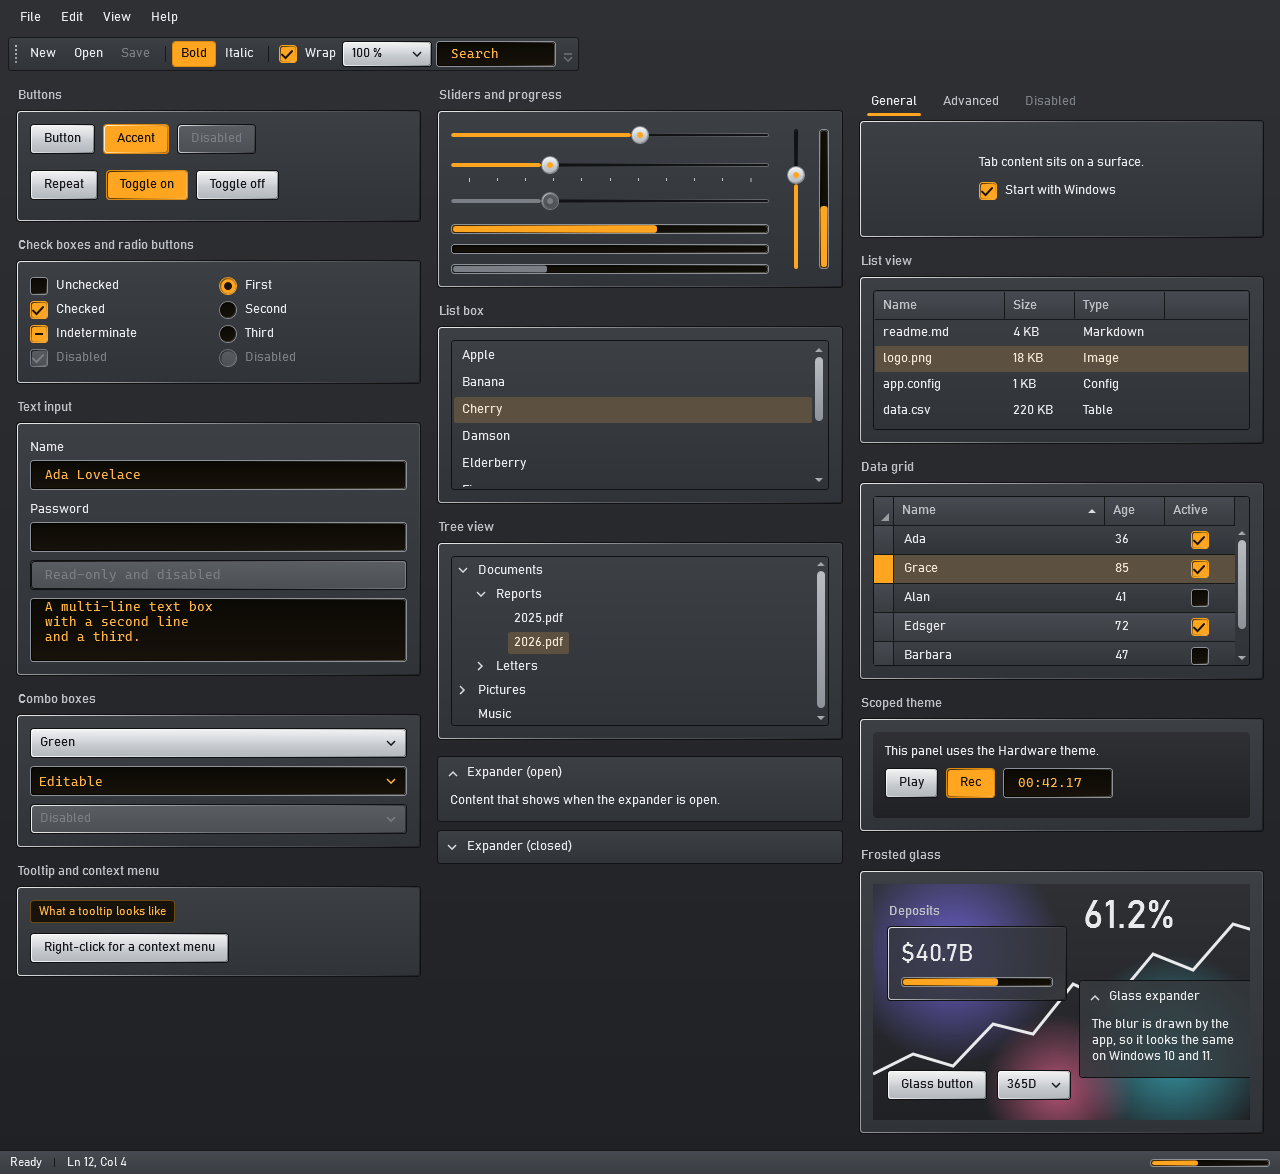 File Edit View Help
New Open Save Bold Italic Wrap 100 % Search
Buttons
Button Accent Disabled
Repeat Toggle on Toggle off
Check boxes and radio buttons
Unchecked First
Checked Second
Indeterminate Third
Disabled Disabled
Text input
Name
Ada Lovelace
Password
Read-only and disabled
A multi-line text box
with a second line
and a third.
Combo boxes
Green
Editable
Disabled
Tooltip and context menu
What a tooltip looks like
Right-click for a context menu
Sliders and progress
List box
Apple
Banana
Cherry
Damson
Elderberry
Tree view
Documents
Reports
2025.pdf
2026.pdf
Letters
Pictures
Music
Expander (open)
Content that shows when the expander is open.
Expander (closed)
General Advanced Disabled
Tab content sits on a surface.
Start with Windows
List view
Name Size Type
readme.md 4 KB Markdown
logo.png 18 KB Image
app.config 1 KB Config
data.csv 220 KB Table
Data grid
Name Age Active
Ada 36
Grace 85
Alan 41
Edsger 72
Barbara 47
Scoped theme
This panel uses the Hardware theme.
Play Rec 00:42.17
Frosted glass
Deposits
61.2%
$40.7B
Glass expander
The blur is drawn by the
app, so it looks the same
on Windows 10 and 11.
Glass button 365D
Ready Ln 12, Col 4